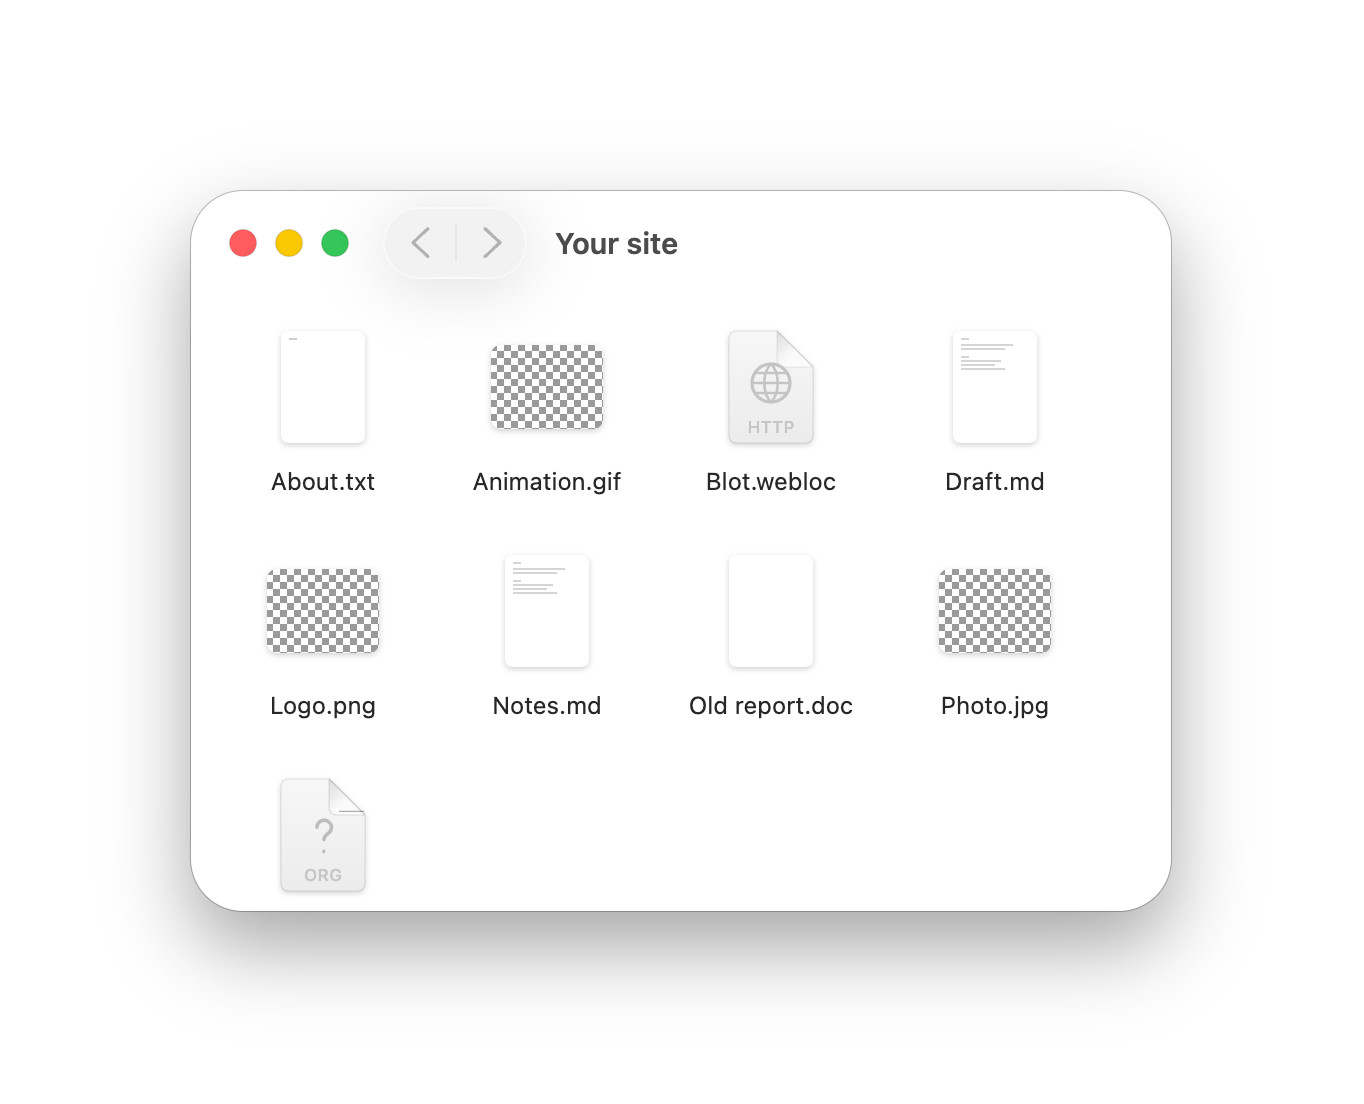 Your site
HTTP
About.txt
Animation.gif
Blot.webloc
Draft.md
Logo.png
Notes.md
Old report.doc
Photo.jpg
?
ORG